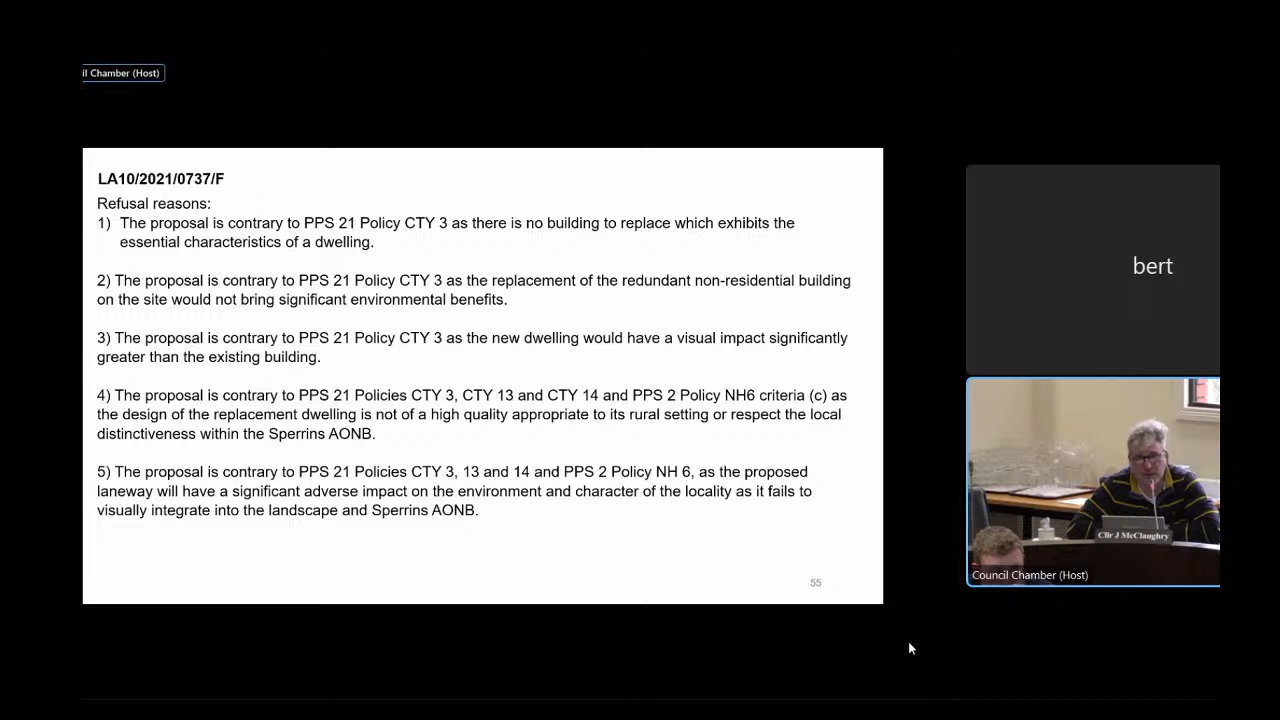 il Chamber (Host)
LA10/2021/0737/F
Refusal reasons:
1) The proposal is contrary to PPS 21 Policy CTY 3 as there is no building to replace which exhibits the
essential characteristics of a dwelling.
2) The proposal is contrary to PPS 21 Policy CTY 3 as the replacement of the redundant non-residential building
on the site would not bring significant environmental benefits.
3) The proposal is contrary to PPS 21 Policy CTY 3 as the new dwelling would have a visual impact significantly
greater than the existing building.
4) The proposal is contrary to PPS 21 Policies CTY 3, CTY 13 and CTY 14 and PPS 2 Policy NH6 criteria (c) as
the design of the replacement dwelling is not of a high quality appropriate to its rural setting or respect the local
distinctiveness within the Sperrins AONB.
5) The proposal is contrary to PPS 21 Policies CTY 3, 13 and 14 and PPS 2 Policy NH 6, as the proposed
laneway will have a significant adverse impact on the environment and character of the locality as it fails to
visually integrate into the landscape and Sperrins AONB.
55
bert
Cllr J McClaughry
Council Chamber (Host)